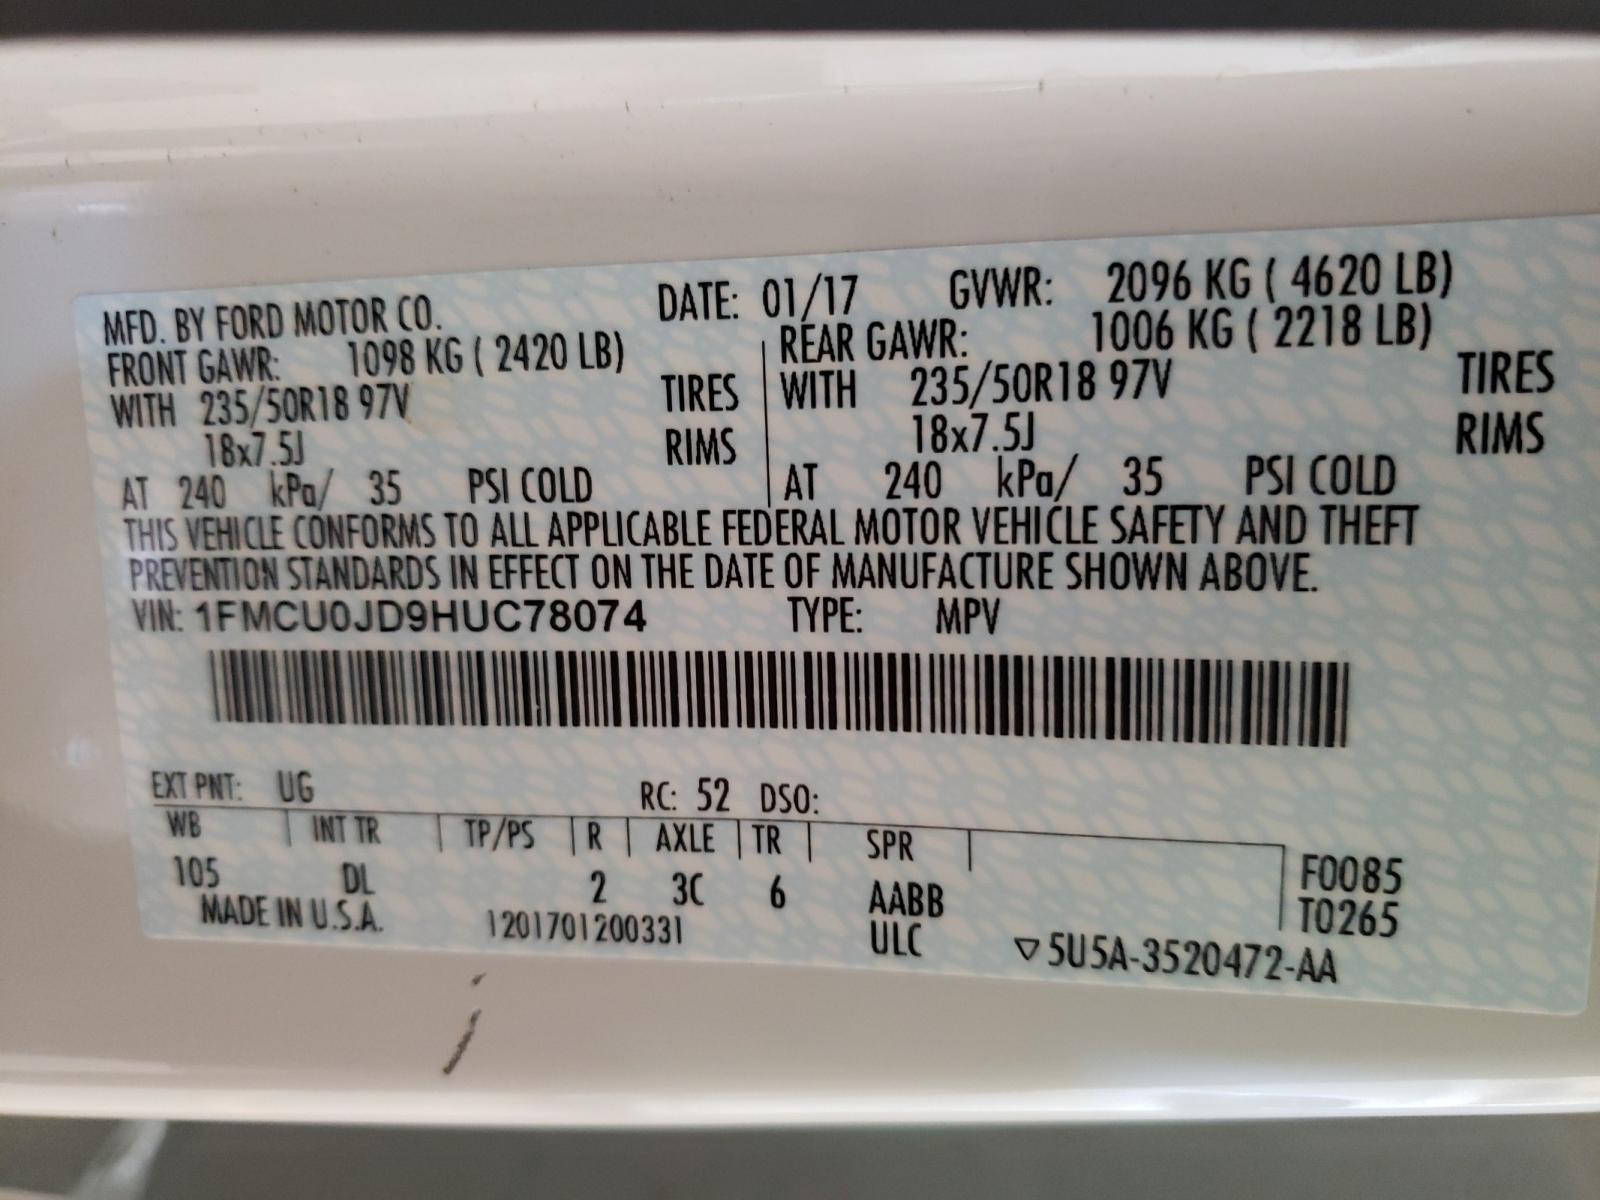 MFD. BY FORD MOTOR CO. DATE: 01/17 GVWR: 2096 KG ( 4620 LB)
FRONT GAWR: 1098 KG ( 2420 LB) REAR GAWR: 1006 KG ( 2218 LB)
WITH 235/50R18 97V TIRES WITH 235/50R18 97V TIRES
18x7.5J RIMS 18x7.5J RIMS
AT 240 kPa/ 35 PSI COLD AT 240 kPa/ 35 PSI COLD
THIS VEHICLE CONFORMS TO ALL APPLICABLE FEDERAL MOTOR VEHICLE SAFETY AND THEFT
PREVENTION STANDARDS IN EFFECT ON THE DATE OF MANUFACTURE SHOWN ABOVE.
VIN: 1FMCU0JD9HUC78074 TYPE: MPV
EXT PNT: UG RC: 52 DSO:
WB INT TR TP/PS R AXLE TR SPR
105 DL 2 3C 6 AABB F0085
MADE IN U.S.A. 1201701200331 ULC T0265
▽5U5A-3520472-AA